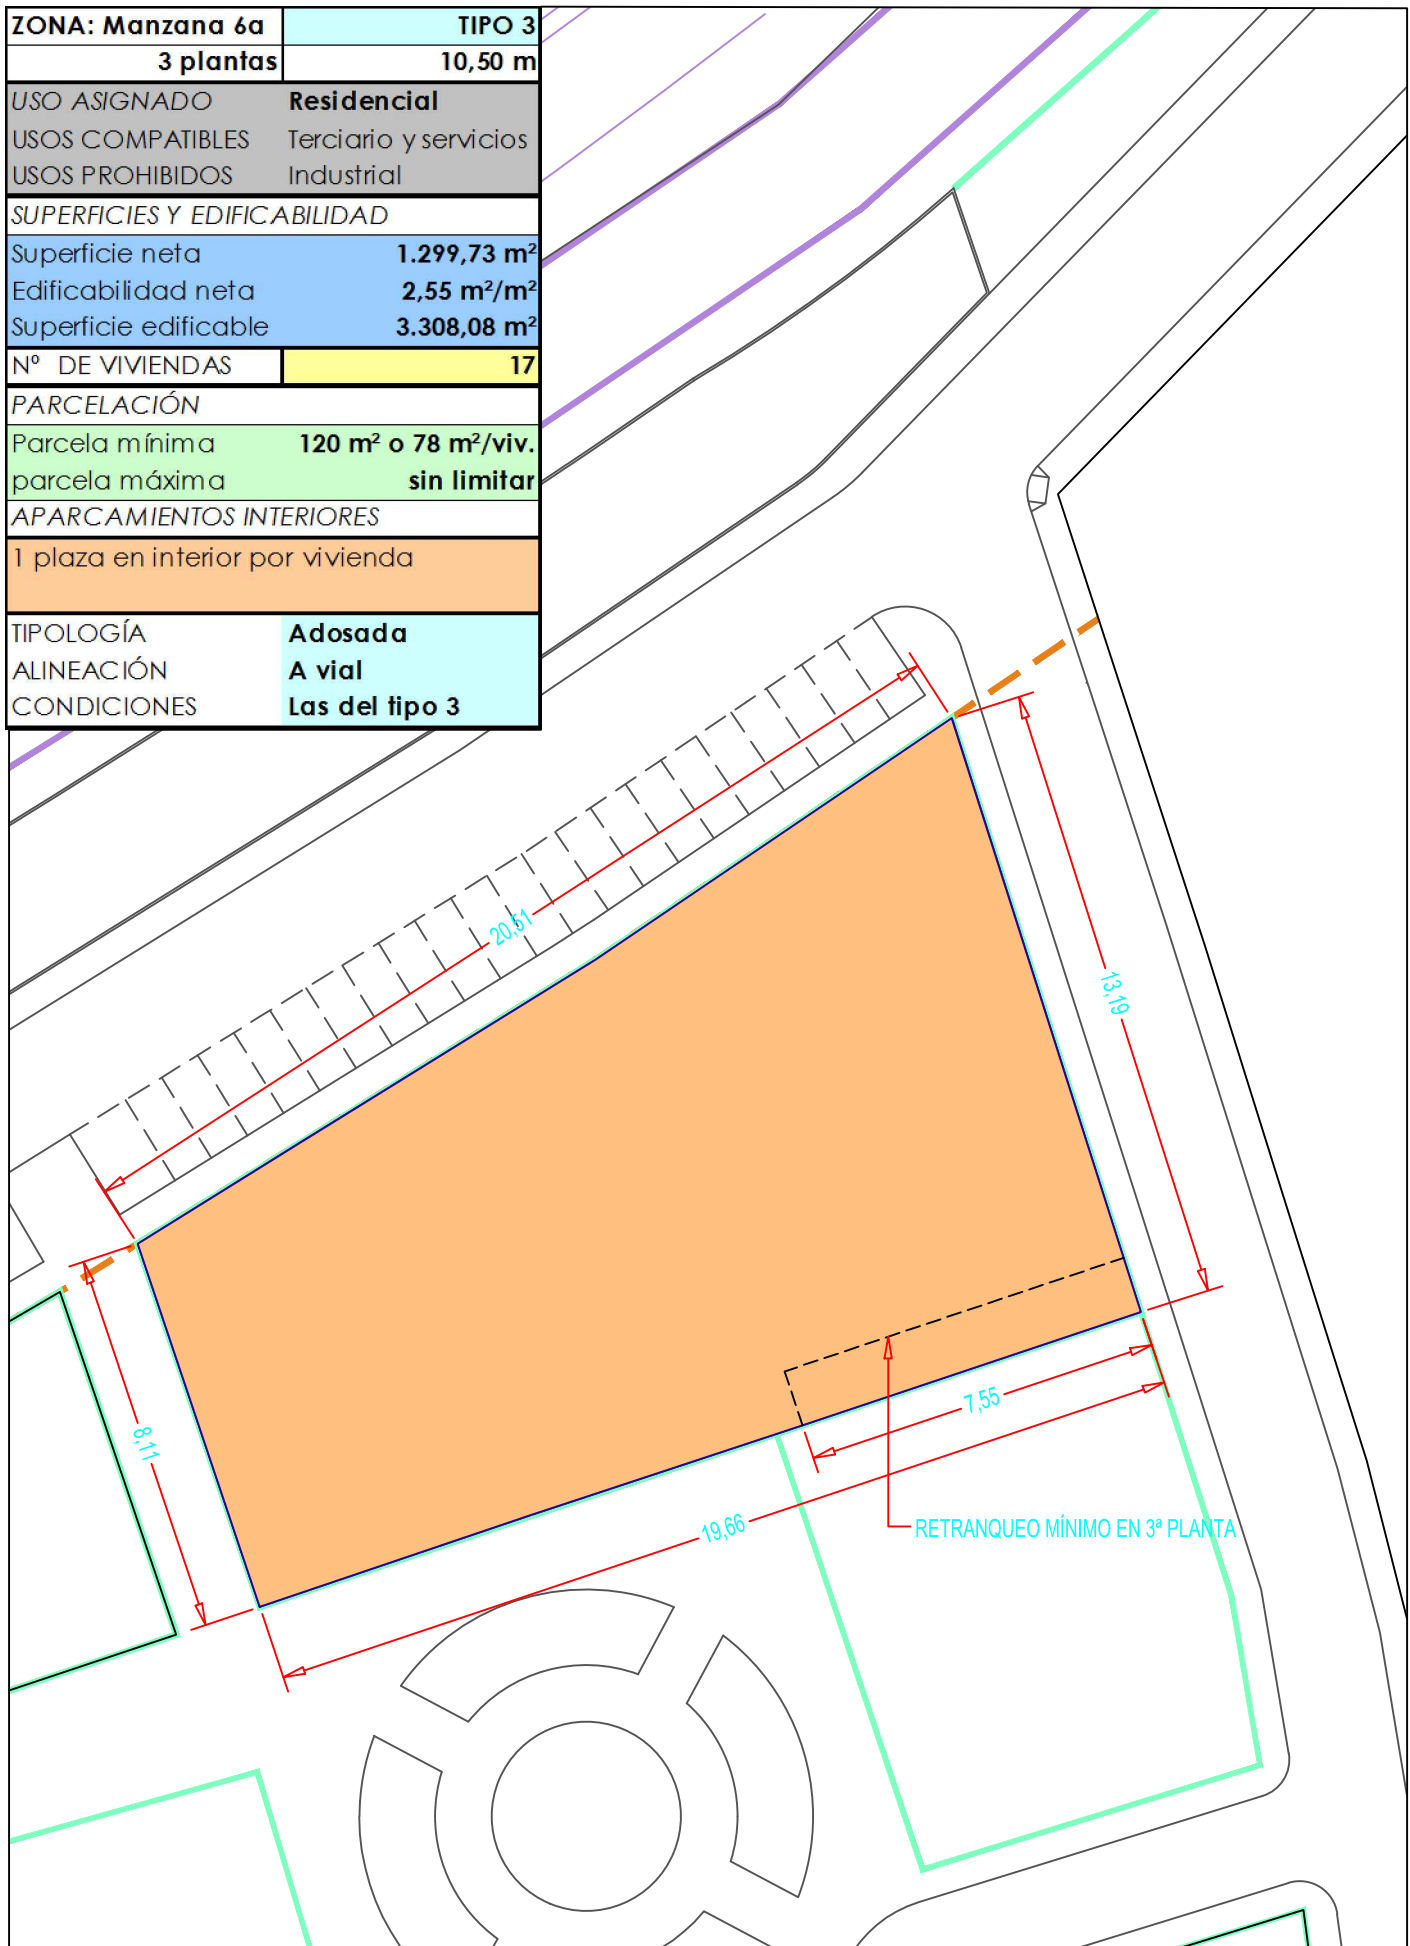 ZONA: Manzana 6a TIPO 3
3 plantas 10,50 m
USO ASIGNADO Residencial
USOS COMPATIBLES Terciario y servicios
USOS PROHIBIDOS Industrial
SUPERFICIES Y EDIFICABILIDAD
Superficie neta 1.299,73 m²
Edificabilidad neta 2,55 m²/m²
Superficie edificable 3.308,08 m²
Nº DE VIVIENDAS 17
PARCELACIÓN
Parcela mínima 120 m² o 78 m²/viv.
parcela máxima sin limitar
APARCAMIENTOS INTERIORES
1 plaza en interior por vivienda
TIPOLOGÍA Adosada
ALINEACIÓN A vial
CONDICIONES Las del tipo 3
20,51
13,19
8,11
7,55
19,66
RETRANQUEO MÍNIMO EN 3ª PLANTA